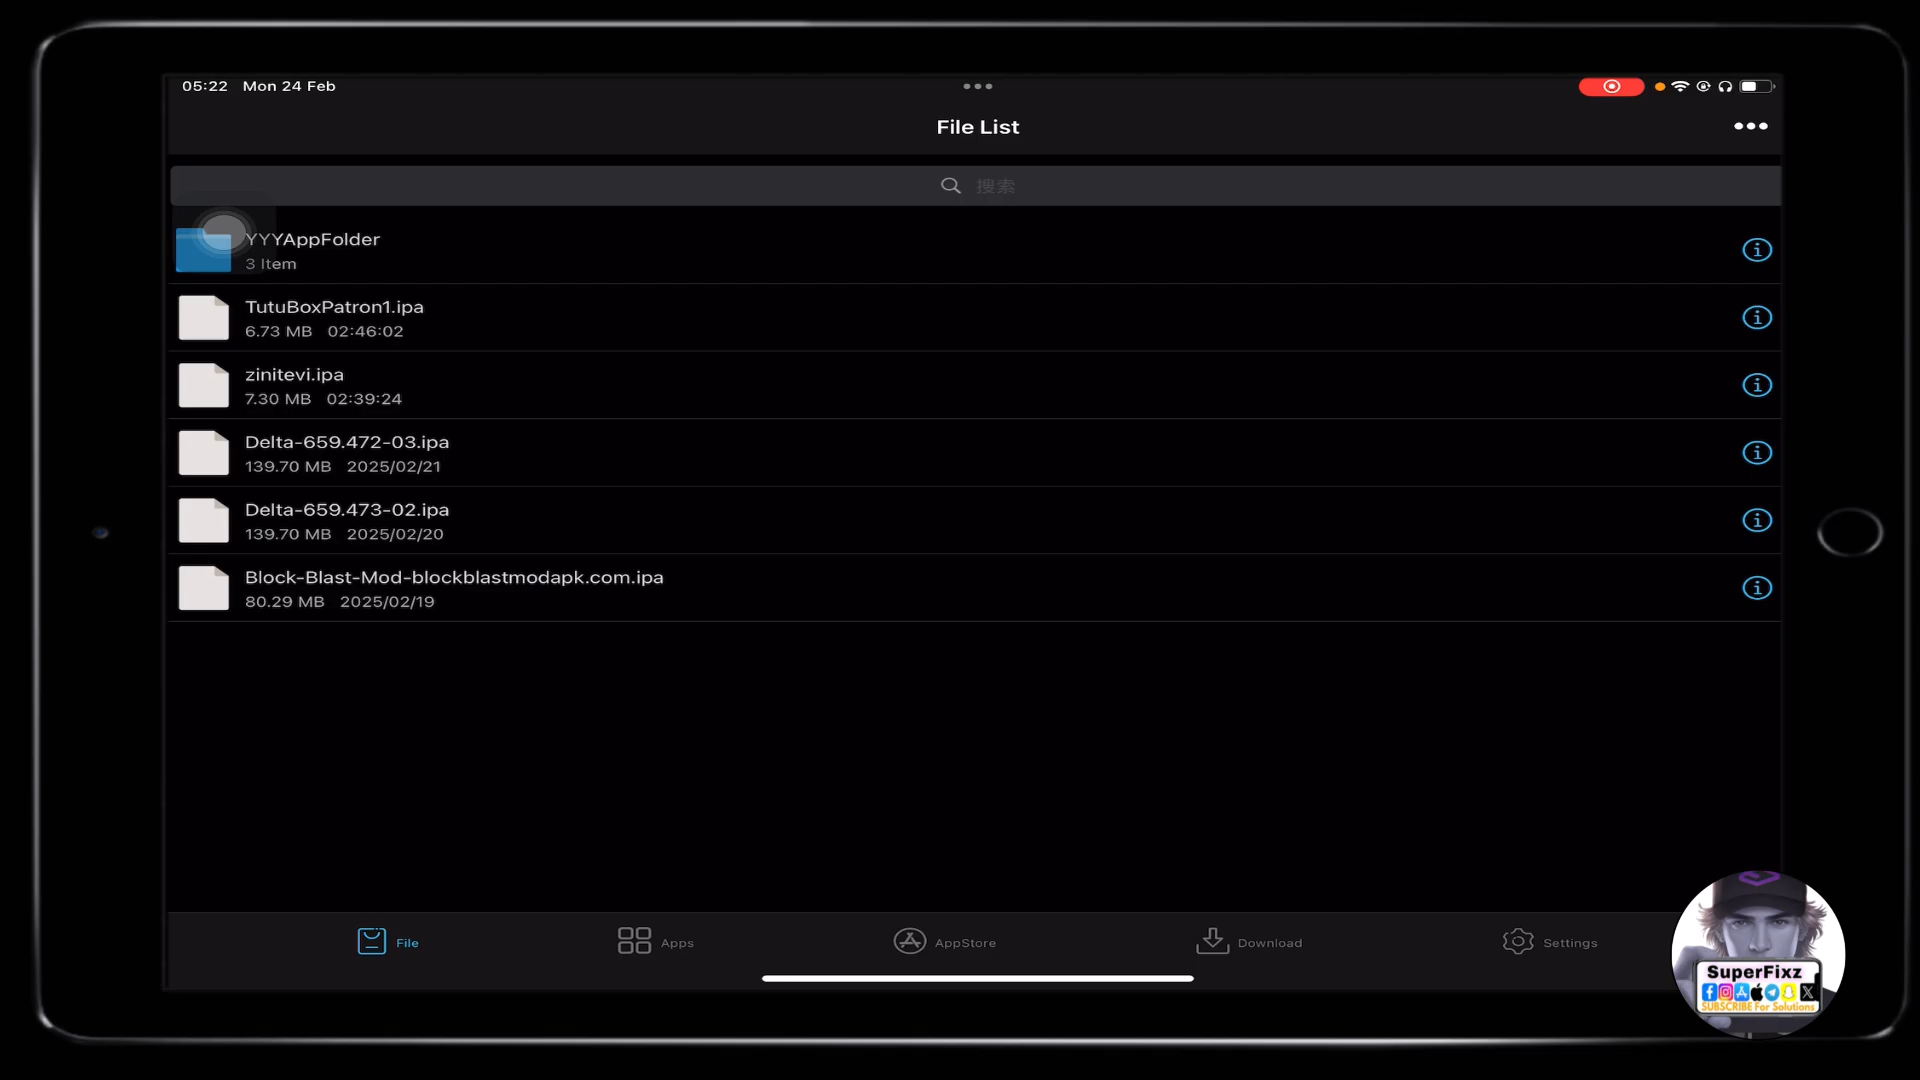 05:22 Mon 24 Feb
File List
搜索
YYYAppFolder
3 Item
TutuBoxPatron1.ipa
6.73 MB 02:46:02
zinitevi.ipa
7.30 MB 02:39:24
Delta-659.472-03.ipa
139.70 MB 2025/02/21
Delta-659.473-02.ipa
139.70 MB 2025/02/20
Block-Blast-Mod-blockblastmodapk.com.ipa
80.29 MB 2025/02/19
File Apps AppStore Download Settings
SuperFixz
SUBSCRIBE For Solutions